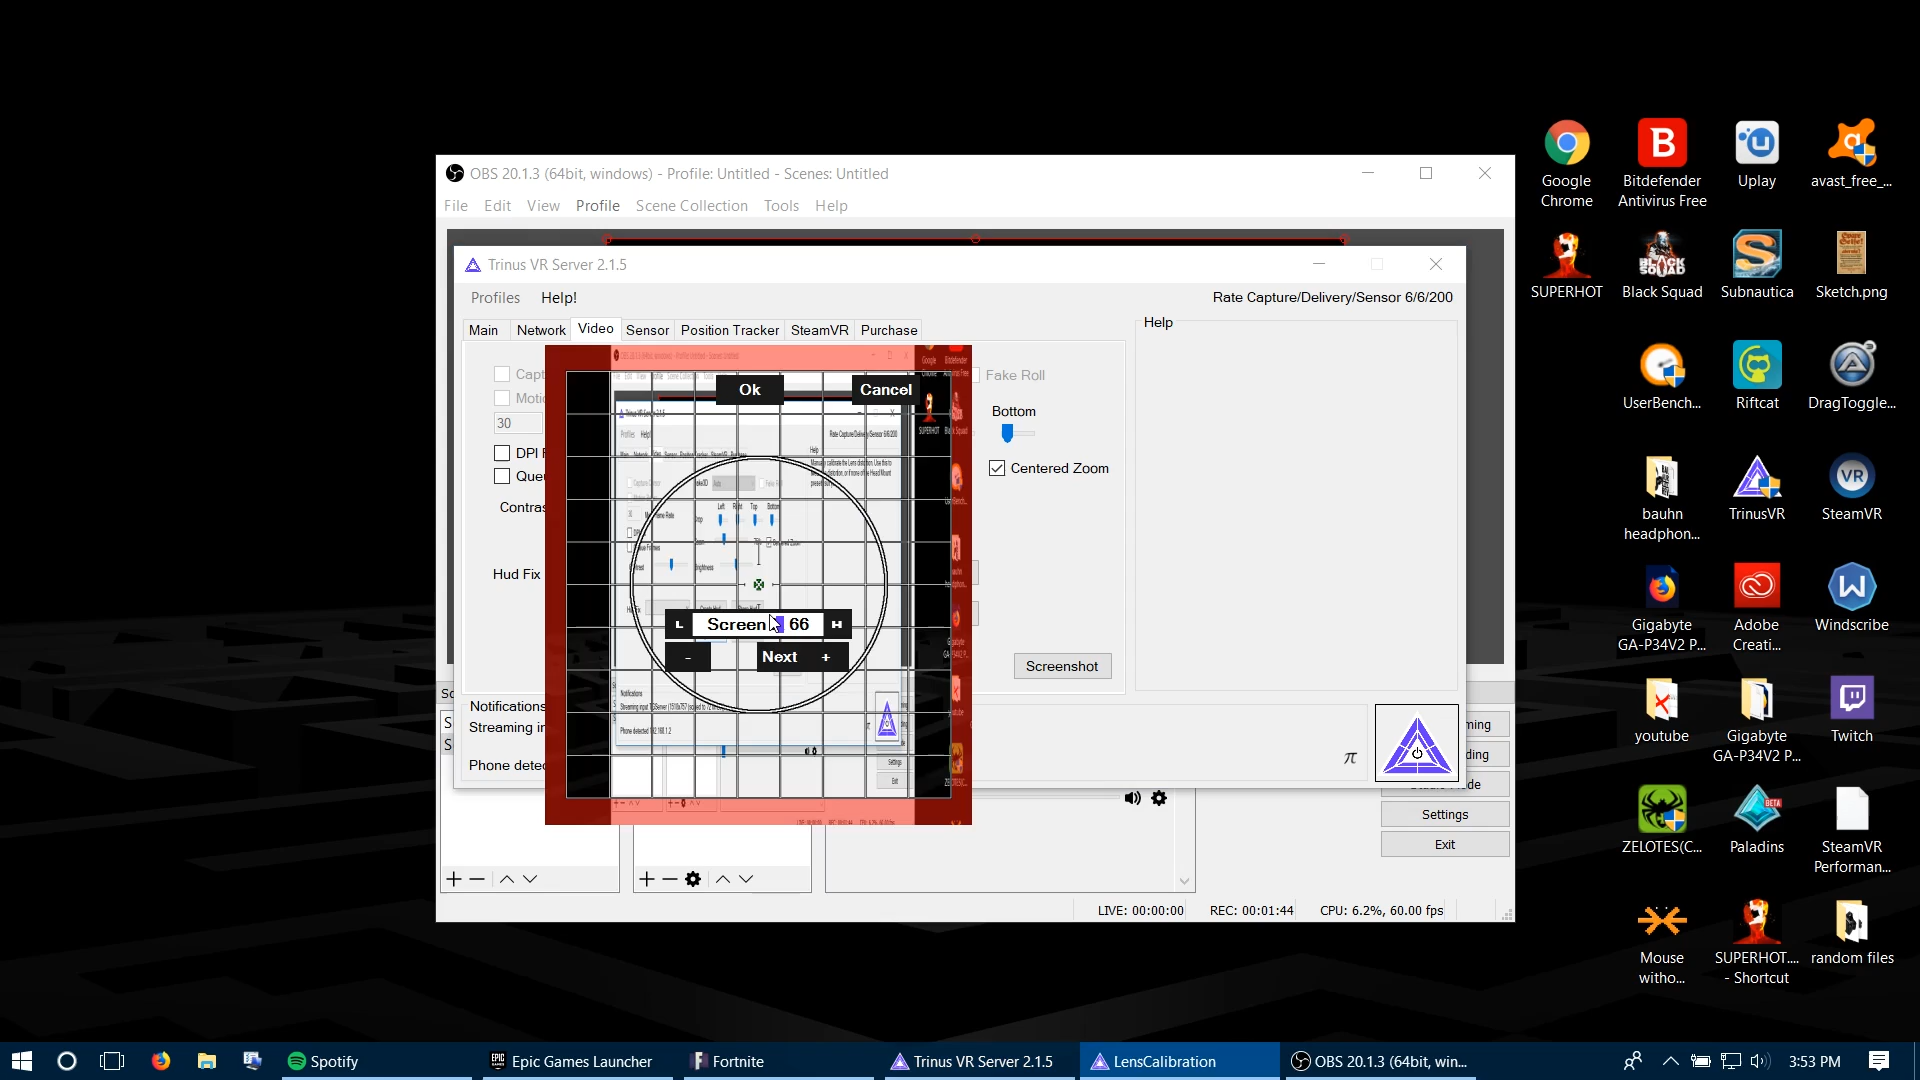 OBS 20.1.3 (64bit, windows) - Profile: Untitled - Scenes: Untitled
File Edit View Profile Scene Collection Tools Help
Trinus VR Server 2.1.5
Profiles Help!
Rate Capture/Delivery/Sensor 6/6/200
Main Network Video Sensor Position Tracker SteamVR Purchase
Help
Fake Roll
30
Bottom
Centered Zoom
Hud Fix
Screenshot
Notifications
Ok Cancel
L Screen 66 H
- Next +
π
Settings
Exit
LIVE: 00:00:00 REC: 00:01:44 CPU: 6.2%, 60.00 fps
Google
Chrome
Bitdefender
Antivirus Free
Uplay
avast_free_...
SUPERHOT
Black Squad
Subnautica
Sketch.png
UserBench...
Riftcat
DragToggle...
bauhn
headphon...
TrinusVR
SteamVR
Gigabyte
GA-P34V2 P...
Adobe
Creati...
Windscribe
youtube
Gigabyte
GA-P34V2 P...
Twitch
ZELOTES(C...
Paladins
SteamVR
Performan...
Mouse
witho...
SUPERHOT....
- Shortcut
random files
Spotify
Epic Games Launcher
Fortnite
Trinus VR Server 2.1.5
LensCalibration
OBS 20.1.3 (64bit, win...
3:53 PM